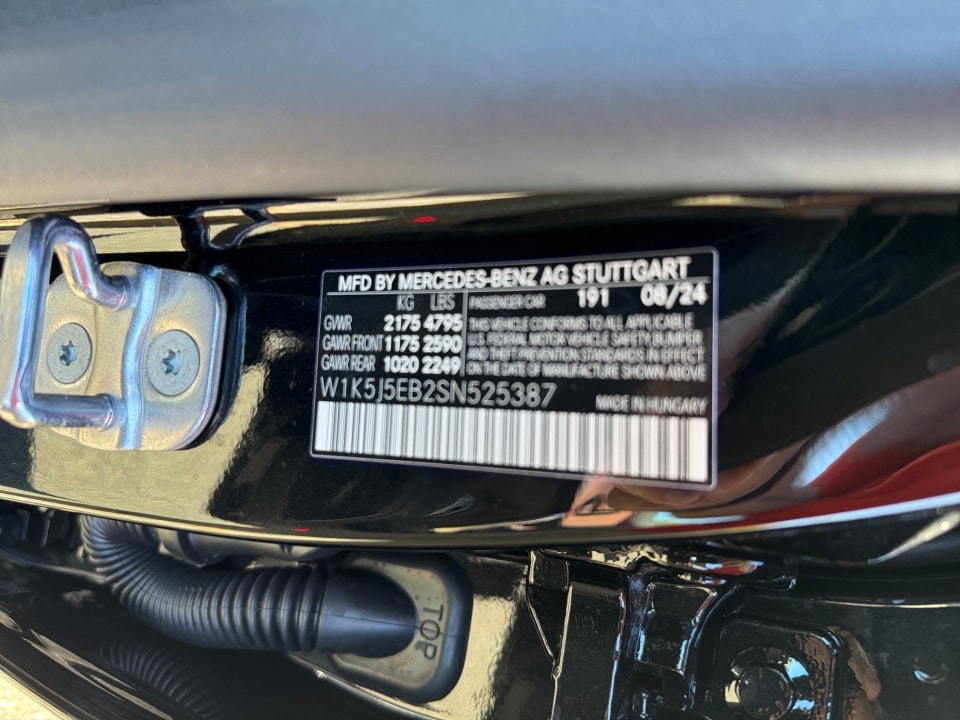 MFD BY MERCEDES-BENZ AG STUTTGART
KG LBS
GVWR 2175 4795
GAWR FRONT 1175 2590
GAWR REAR 1020 2249
PASSENGER CAR 191 08/24
THIS VEHICLE CONFORMS TO ALL APPLICABLE
U.S. FEDERAL MOTOR VEHICLE SAFETY, BUMPER
AND THEFT PREVENTION STANDARDS IN EFFECT
ON THE DATE OF MANUFACTURE SHOWN ABOVE
W1K5J5EB2SN525387
MADE IN HUNGARY
TOP